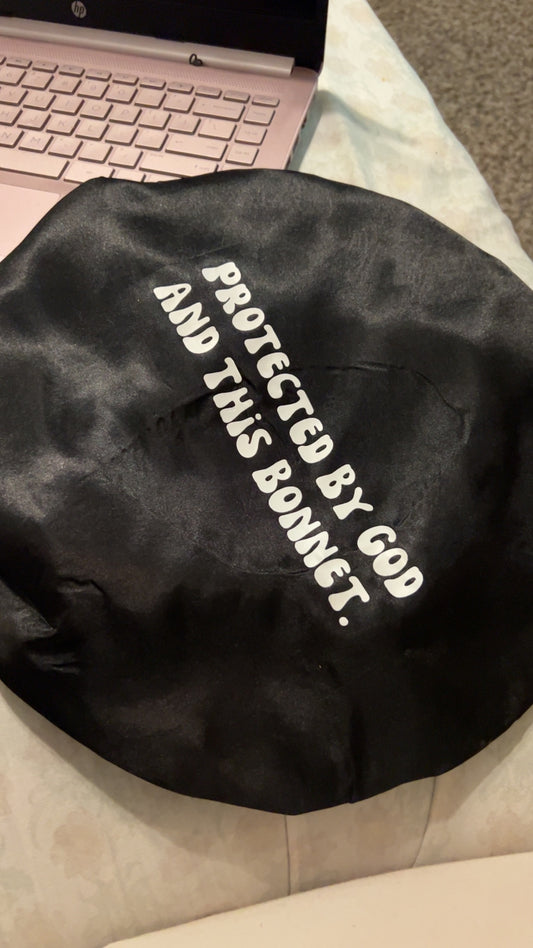 hp
PROTECTED BY GOD
AND THiS BONNET.